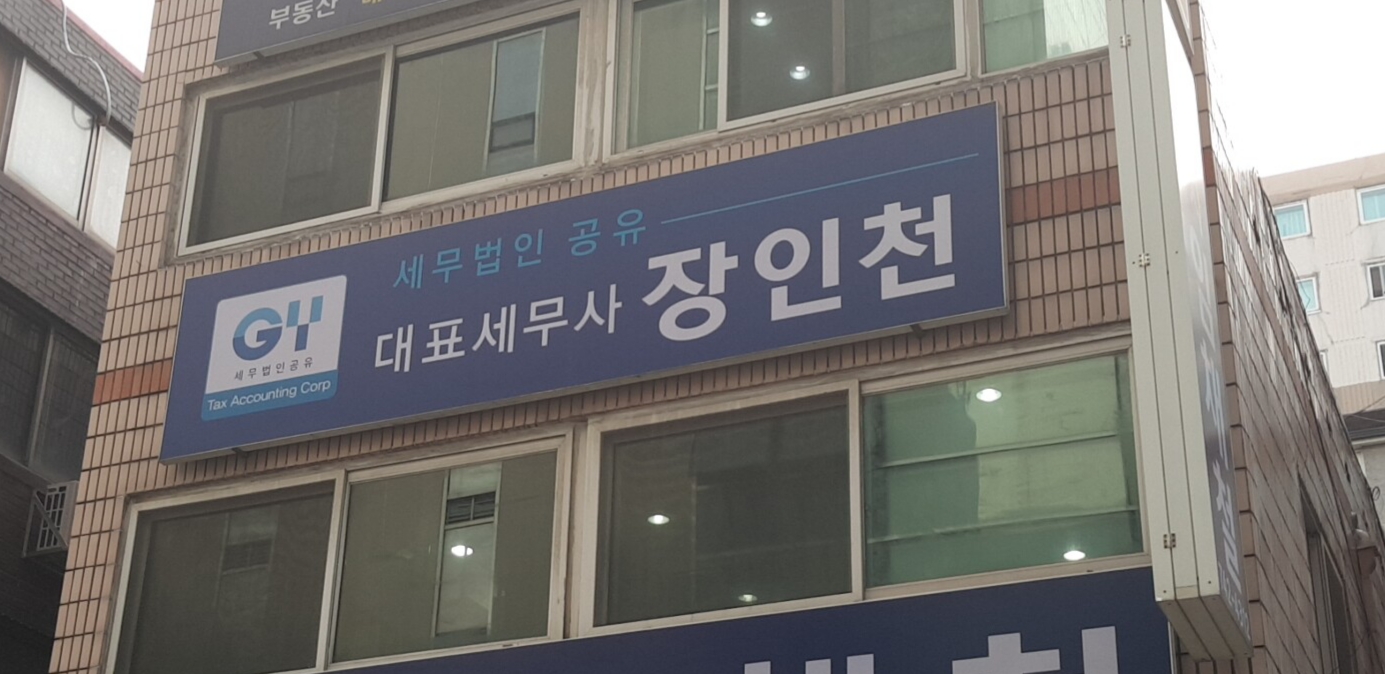 부동산
세무법인 공유
대표세무사 장인천
GY
세무법인공유
Tax Accounting Corp